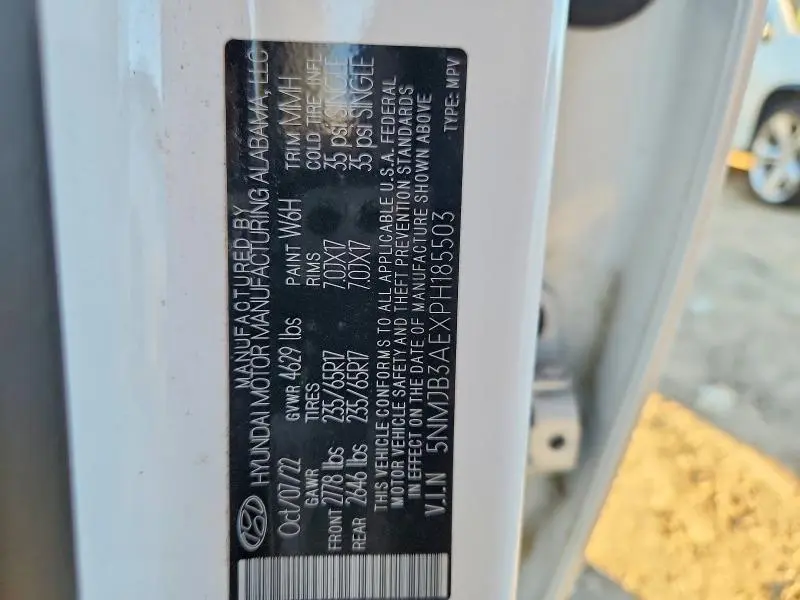 MANUFACTURED BY
HYUNDAI MOTOR MANUFACTURING ALABAMA, LLC
Oct/07/22 GVWR 4629 lbs PAINT W6H TRIM MMH
GAWR TIRES RIMS COLD TIRE INFL
FRONT 2778 lbs 235/65R17 7.0JX17 35 psi SINGLE
REAR 2646 lbs 235/65R17 7.0JX17 35 psi SINGLE
THIS VEHICLE CONFORMS TO ALL APPLICABLE U.S.A. FEDERAL
MOTOR VEHICLE SAFETY AND THEFT PREVENTION STANDARDS
IN EFFECT ON THE DATE OF MANUFACTURE SHOWN ABOVE
V.I.N 5NMJB3AEXPH185503 TYPE: MPV